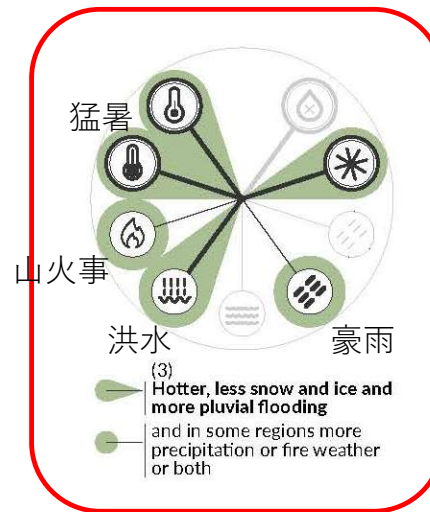 猛暑
山火事
洪水
豪雨
(3)
Hotter, less snow and ice and
more pluvial flooding
and in some regions more
precipitation or fire weather
or both